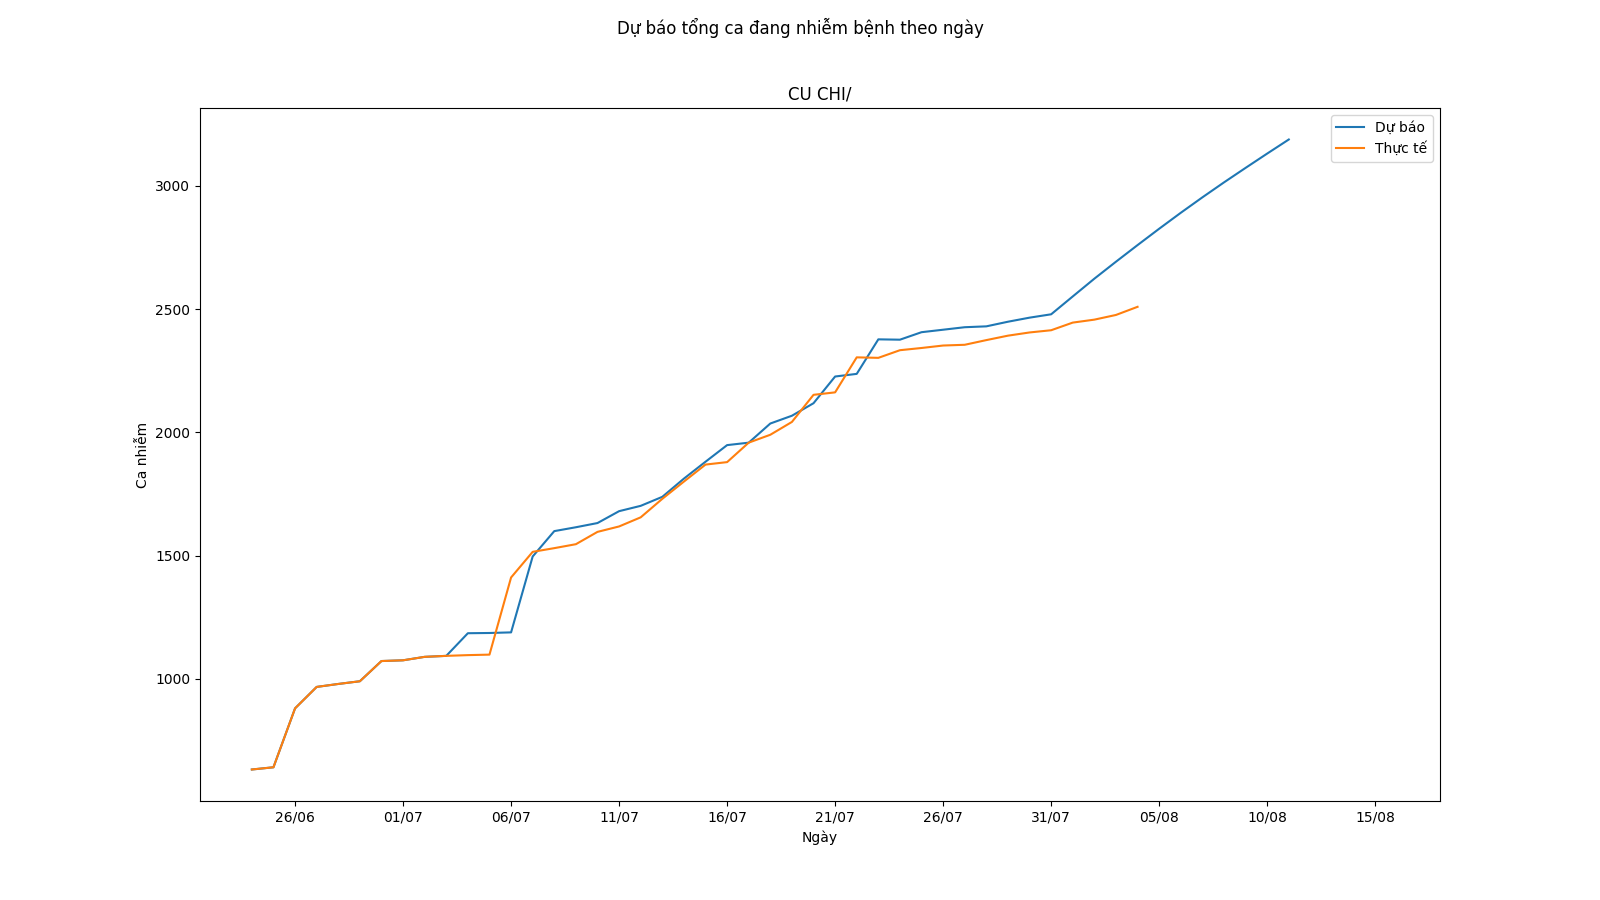 Dự báo tổng ca đang nhiễm bệnh theo ngày
CU CHI/
Dự báo
Thực tế
3000
2500
2000
1500
1000
Ca nhiễm
26/06 01/07 06/07 11/07 16/07 21/07 26/07 31/07 05/08 10/08 15/08
Ngày